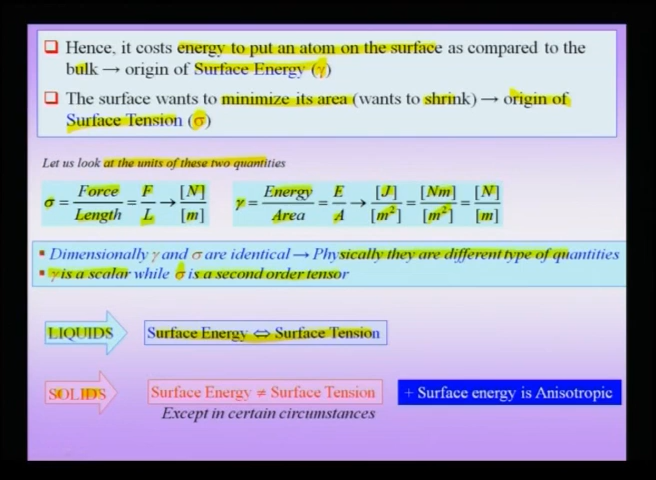 Hence, it costs energy to put an atom on the surface as compared to the
bulk → origin of Surface Energy (γ)
The surface wants to minimize its area (wants to shrink) → origin of
Surface Tension (σ)
Let us look at the units of these two quantities
σ = Force/Length = F/L → [N]/[m]
γ = Energy/Area = E/A → [J]/[m²] = [Nm]/[m²] = [N]/[m]
▪ Dimensionally γ and σ are identical → Physically they are different type of quantities
▪ γ is a scalar while σ is a second order tensor
LIQUIDS
Surface Energy ⇔ Surface Tension
SOLIDS
Surface Energy ≠ Surface Tension
+ Surface energy is Anisotropic
Except in certain circumstances